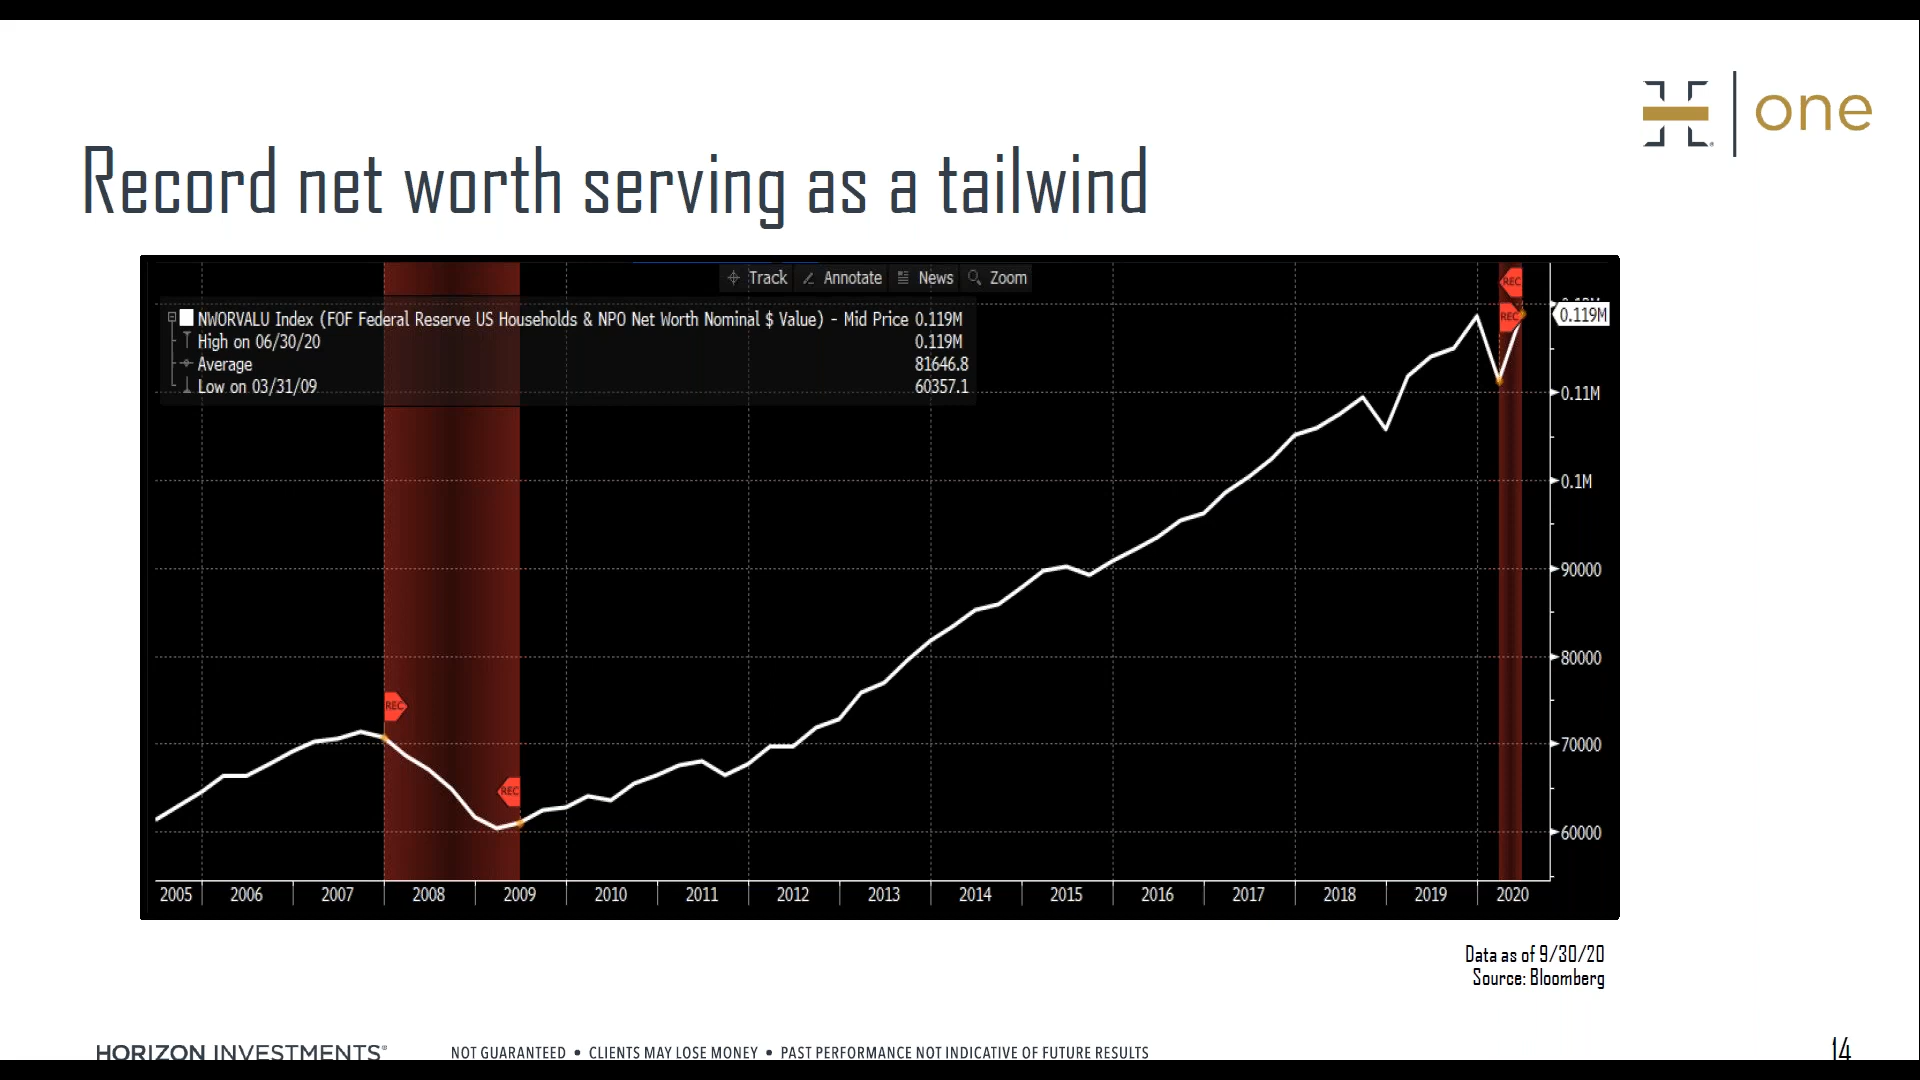 one
Record net worth serving as a tailwind
Track Annotate News Zoom
REC
NWORVALU Index (FOF Federal Reserve US Households & NPO Net Worth Nominal $ Value) - Mid Price 0.119M
High on 06/30/20 0.119M
Average 81646.8
Low on 03/31/09 60357.1
REC
0.119M
0.11M
0.1M
90000
80000
REC
70000
REC
60000
2005 2006 2007 2008 2009 2010 2011 2012 2013 2014 2015 2016 2017 2018 2019 2020
Data as of 9/30/20
Source: Bloomberg
HORIZON INVESTMENTS® NOT GUARANTEED • CLIENTS MAY LOSE MONEY • PAST PERFORMANCE NOT INDICATIVE OF FUTURE RESULTS 14